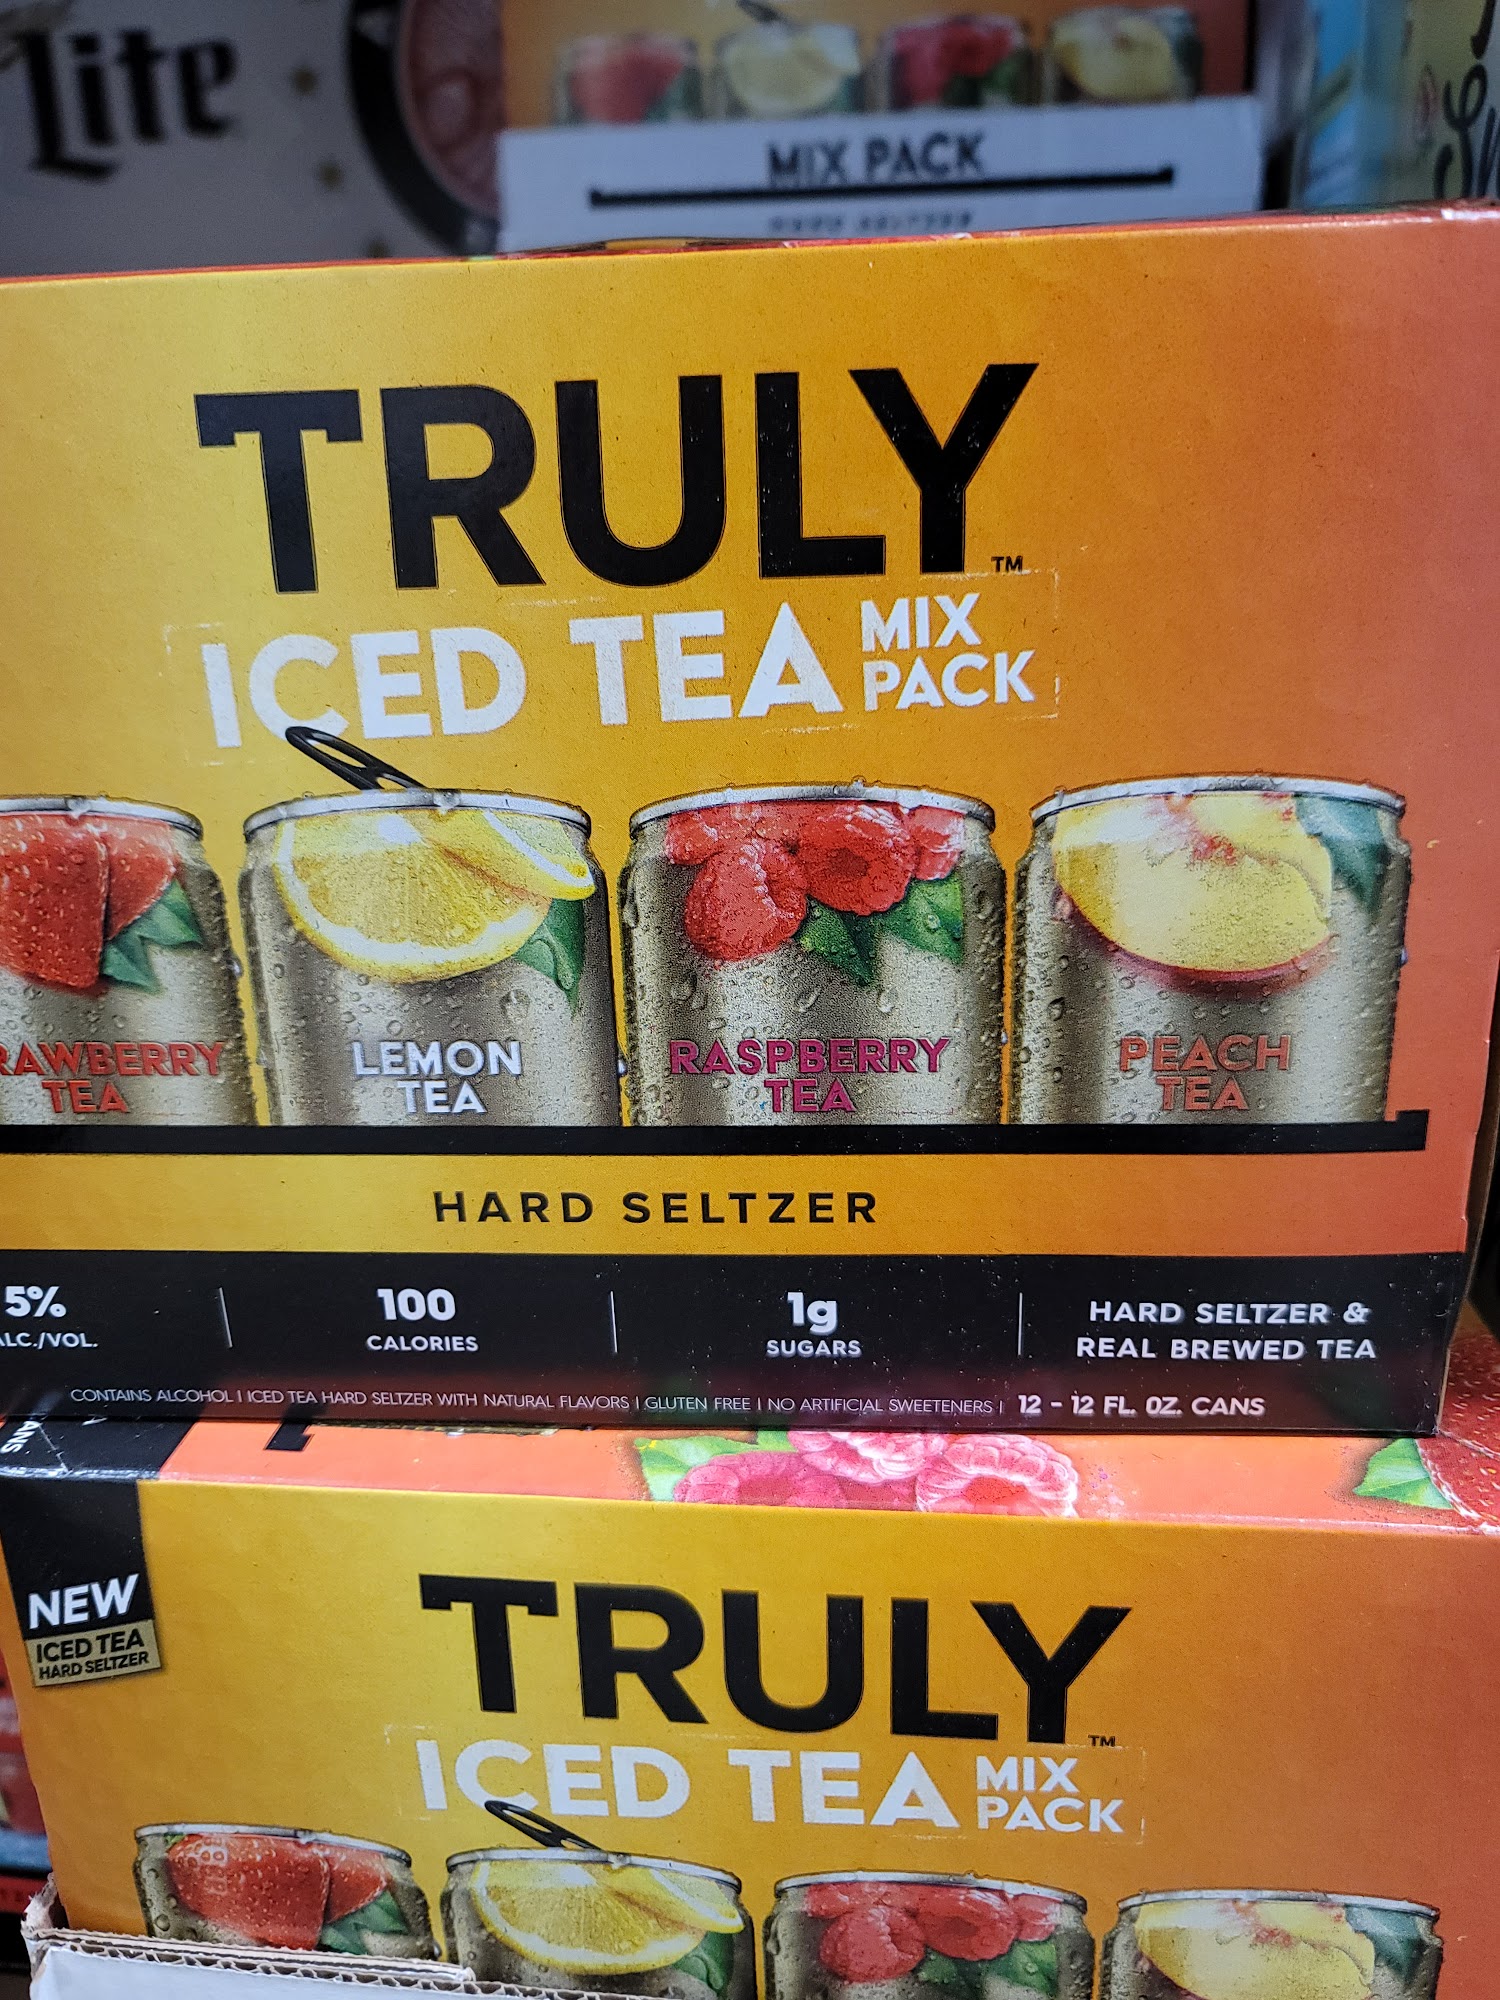 Lite
MIX PACK
TRULY™
ICED TEA MIX
PACK
RAWBERRY
TEA
LEMON
TEA
RASPBERRY
TEA
PEACH
TEA
HARD SELTZER
5%
ALC./VOL.
100
CALORIES
1g
SUGARS
HARD SELTZER &
REAL BREWED TEA
CONTAINS ALCOHOL | ICED TEA HARD SELTZER WITH NATURAL FLAVORS | GLUTEN FREE | NO ARTIFICIAL SWEETENERS | 12 - 12 FL. OZ. CANS
NEW
ICED TEA
HARD SELTZER
TRULY™
ICED TEA MIX
PACK